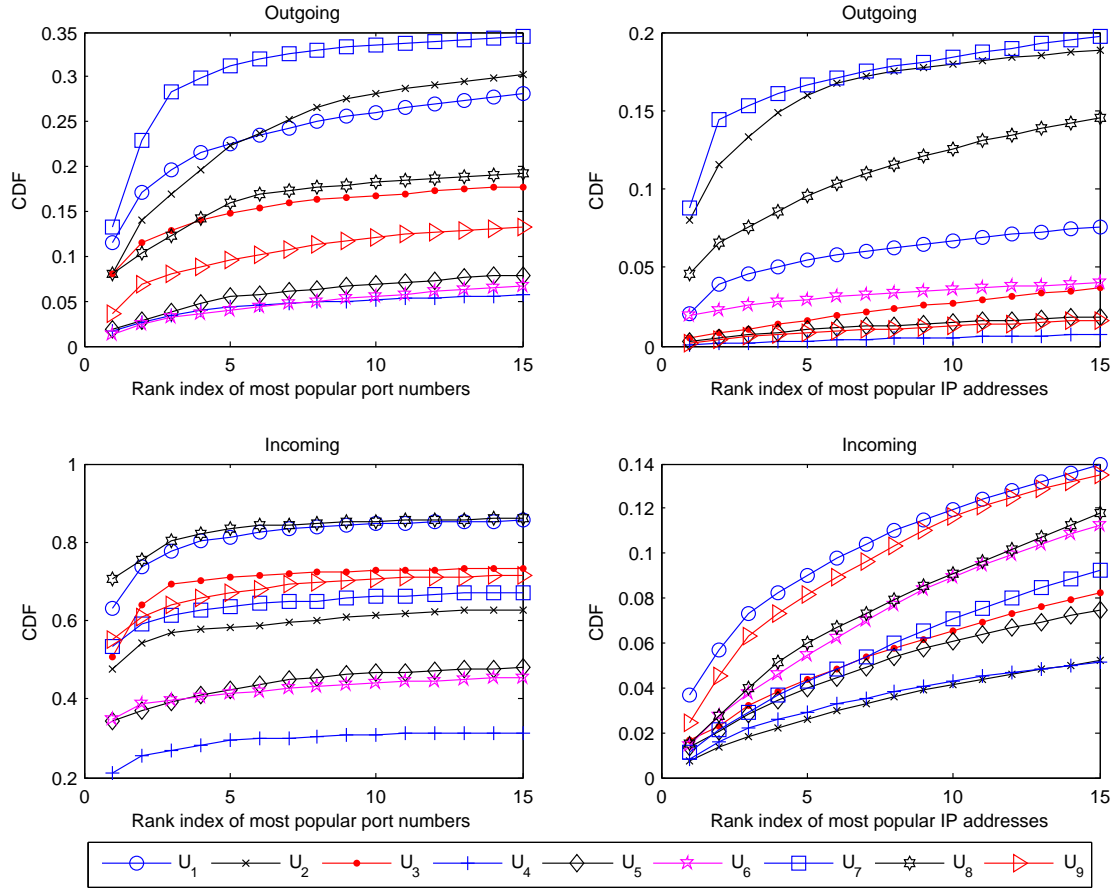 Outgoing
0.35
0.3
0.25
0.2
0.15
0.1
0.05
0
CDF
0 5 10 15
Rank index of most popular port numbers
Outgoing
0.2
0.15
0.1
0.05
0
CDF
0 5 10 15
Rank index of most popular IP addresses
Incoming
1
0.8
0.6
0.4
0.2
CDF
0 5 10 15
Rank index of most popular port numbers
Incoming
0.14
0.12
0.1
0.08
0.06
0.04
0.02
0
CDF
0 5 10 15
Rank index of most popular IP addresses
U1 U2 U3 U4 U5 U6 U7 U8 U9